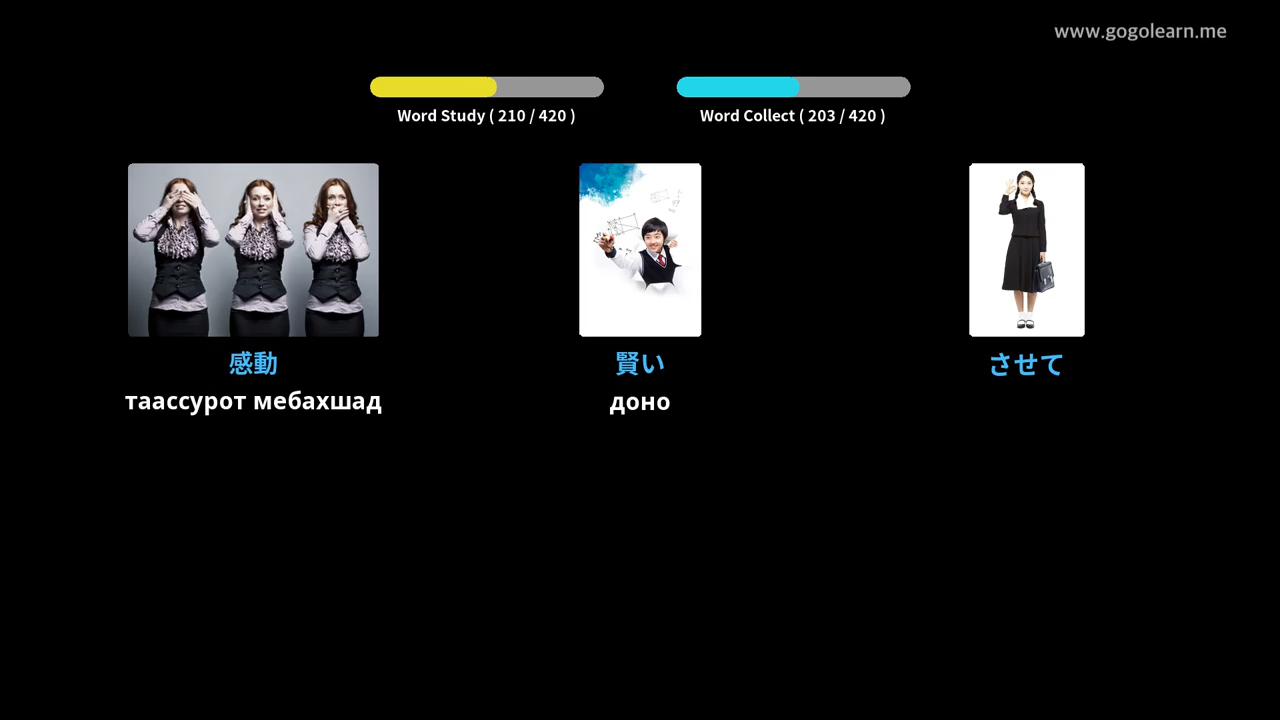 www.gogolearn.me
Word Study ( 210 / 420 )
Word Collect ( 203 / 420 )
感動
賢い
させて
таассурот мебахшад
доно